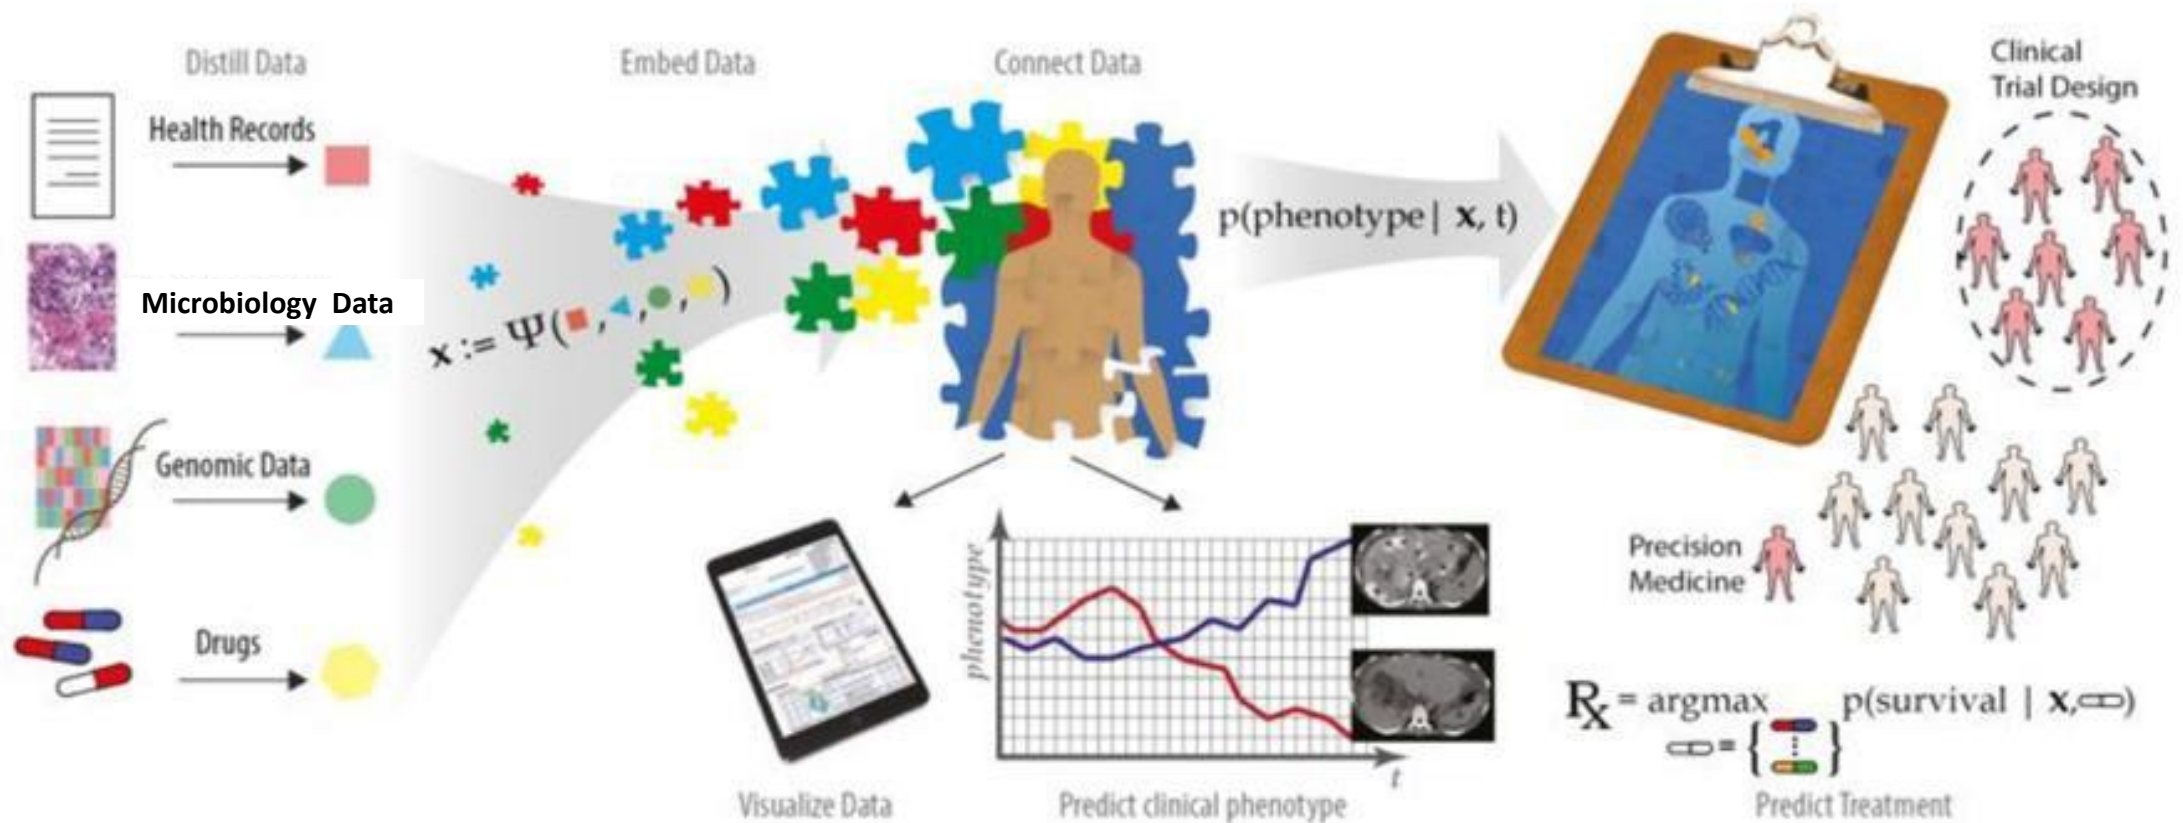 Distill Data
Embed Data
Connect Data
Clinical
Trial Design
Health Records
Microbiology Data
Genomic Data
Drugs
x := Ψ( , , , )
p(phenotype | x, t)
phenotype
t
Precision
Medicine
Rx = argmax p(survival | x, )
= { }
Visualize Data
Predict clinical phenotype
Predict Treatment